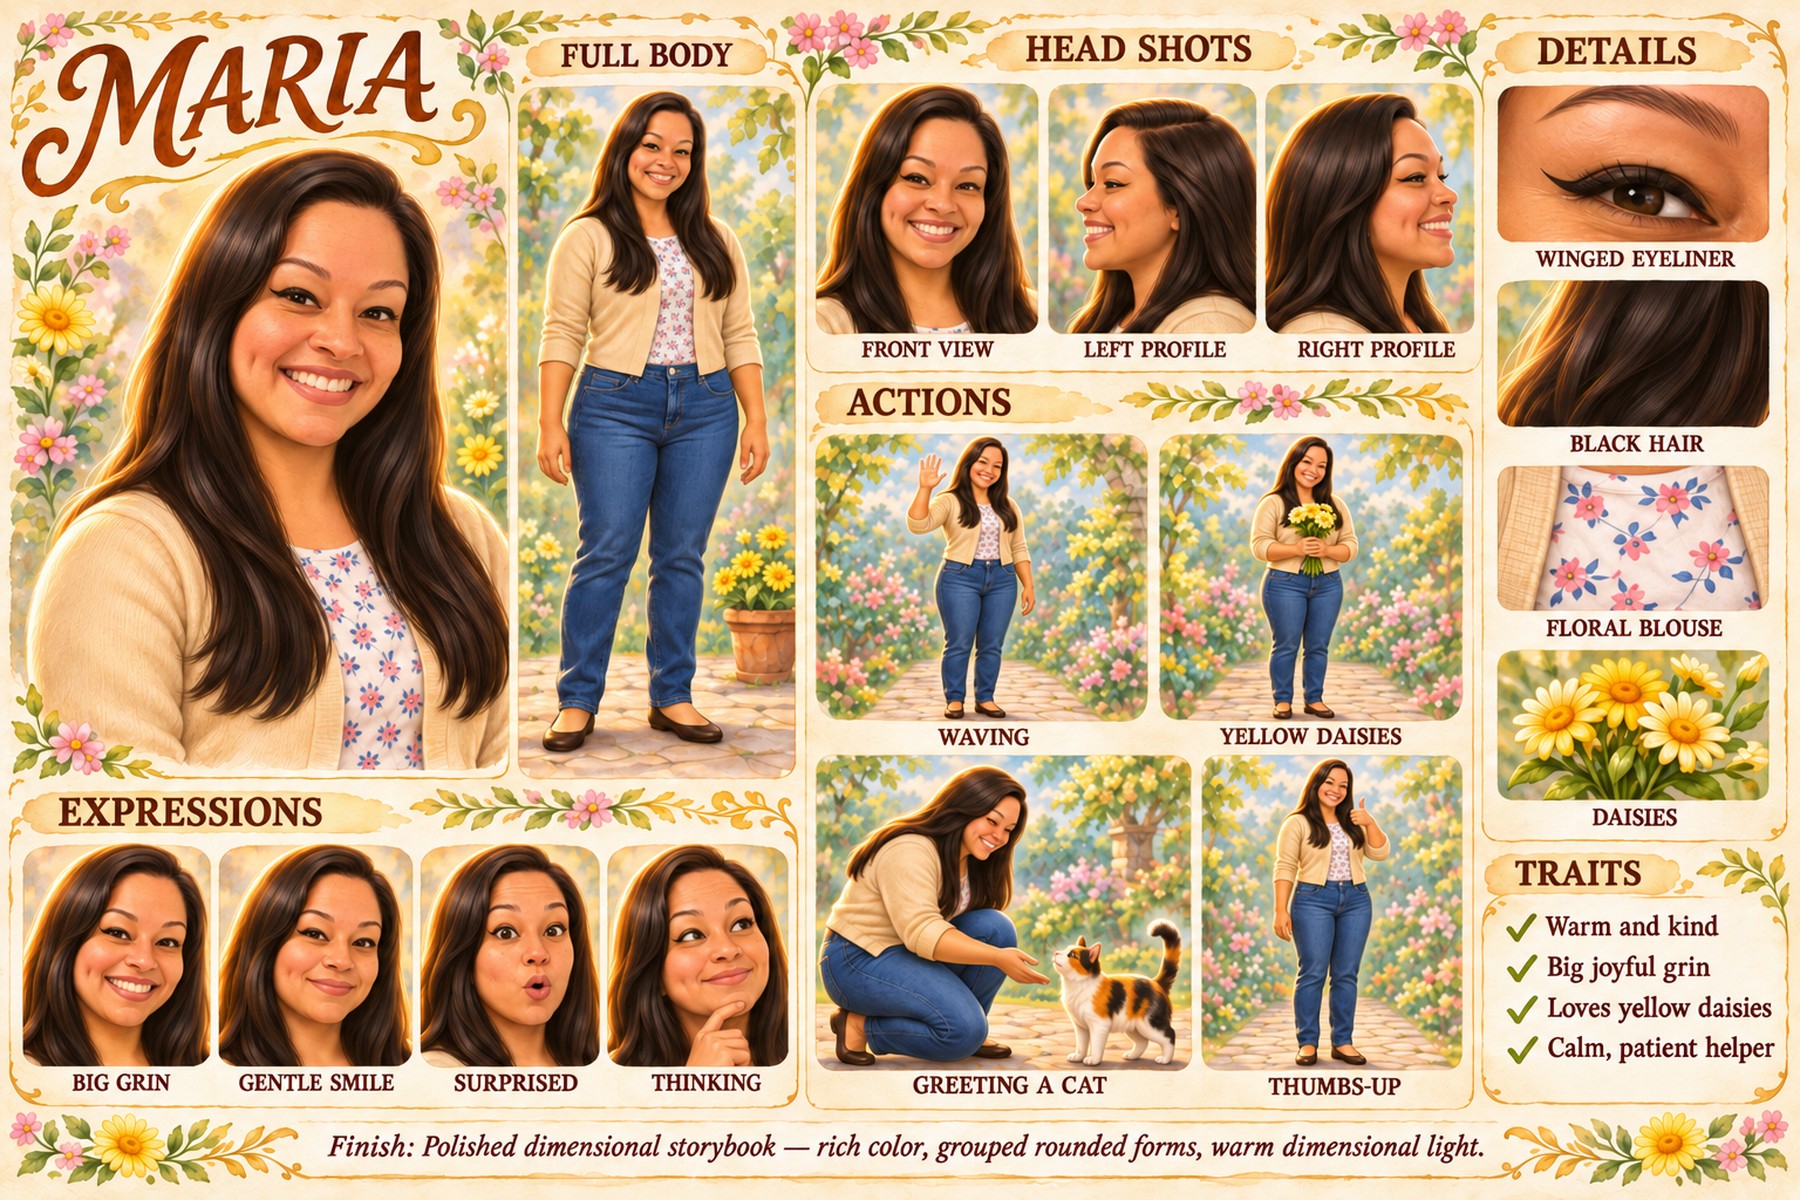 MARIA
FULL BODY
HEAD SHOTS
FRONT VIEW
LEFT PROFILE
RIGHT PROFILE
DETAILS
WINGED EYELINER
BLACK HAIR
FLORAL BLOUSE
DAISIES
ACTIONS
WAVING
YELLOW DAISIES
GREETING A CAT
THUMBS-UP
EXPRESSIONS
BIG GRIN
GENTLE SMILE
SURPRISED
THINKING
TRAITS
Warm and kind
Big joyful grin
Loves yellow daisies
Calm, patient helper
Finish: Polished dimensional storybook — rich color, grouped rounded forms, warm dimensional light.